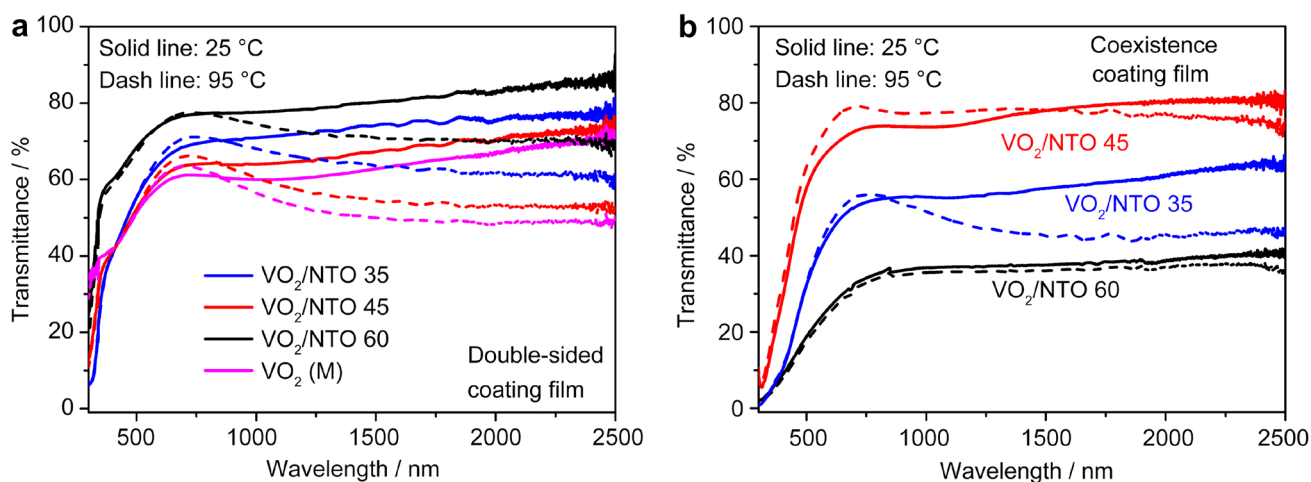 a
Solid line: 25 °C
Dash line: 95 °C
VO2/NTO 35
VO2/NTO 45
VO2/NTO 60
VO2 (M)
Double-sided
coating film
Transmittance / %
100
80
60
40
20
0
500
1000
1500
2000
2500
Wavelength / nm
b
Solid line: 25 °C
Dash line: 95 °C
Coexistence
coating film
VO2/NTO 45
VO2/NTO 35
VO2/NTO 60
Transmittance / %
100
80
60
40
20
0
500
1000
1500
2000
2500
Wavelength / nm